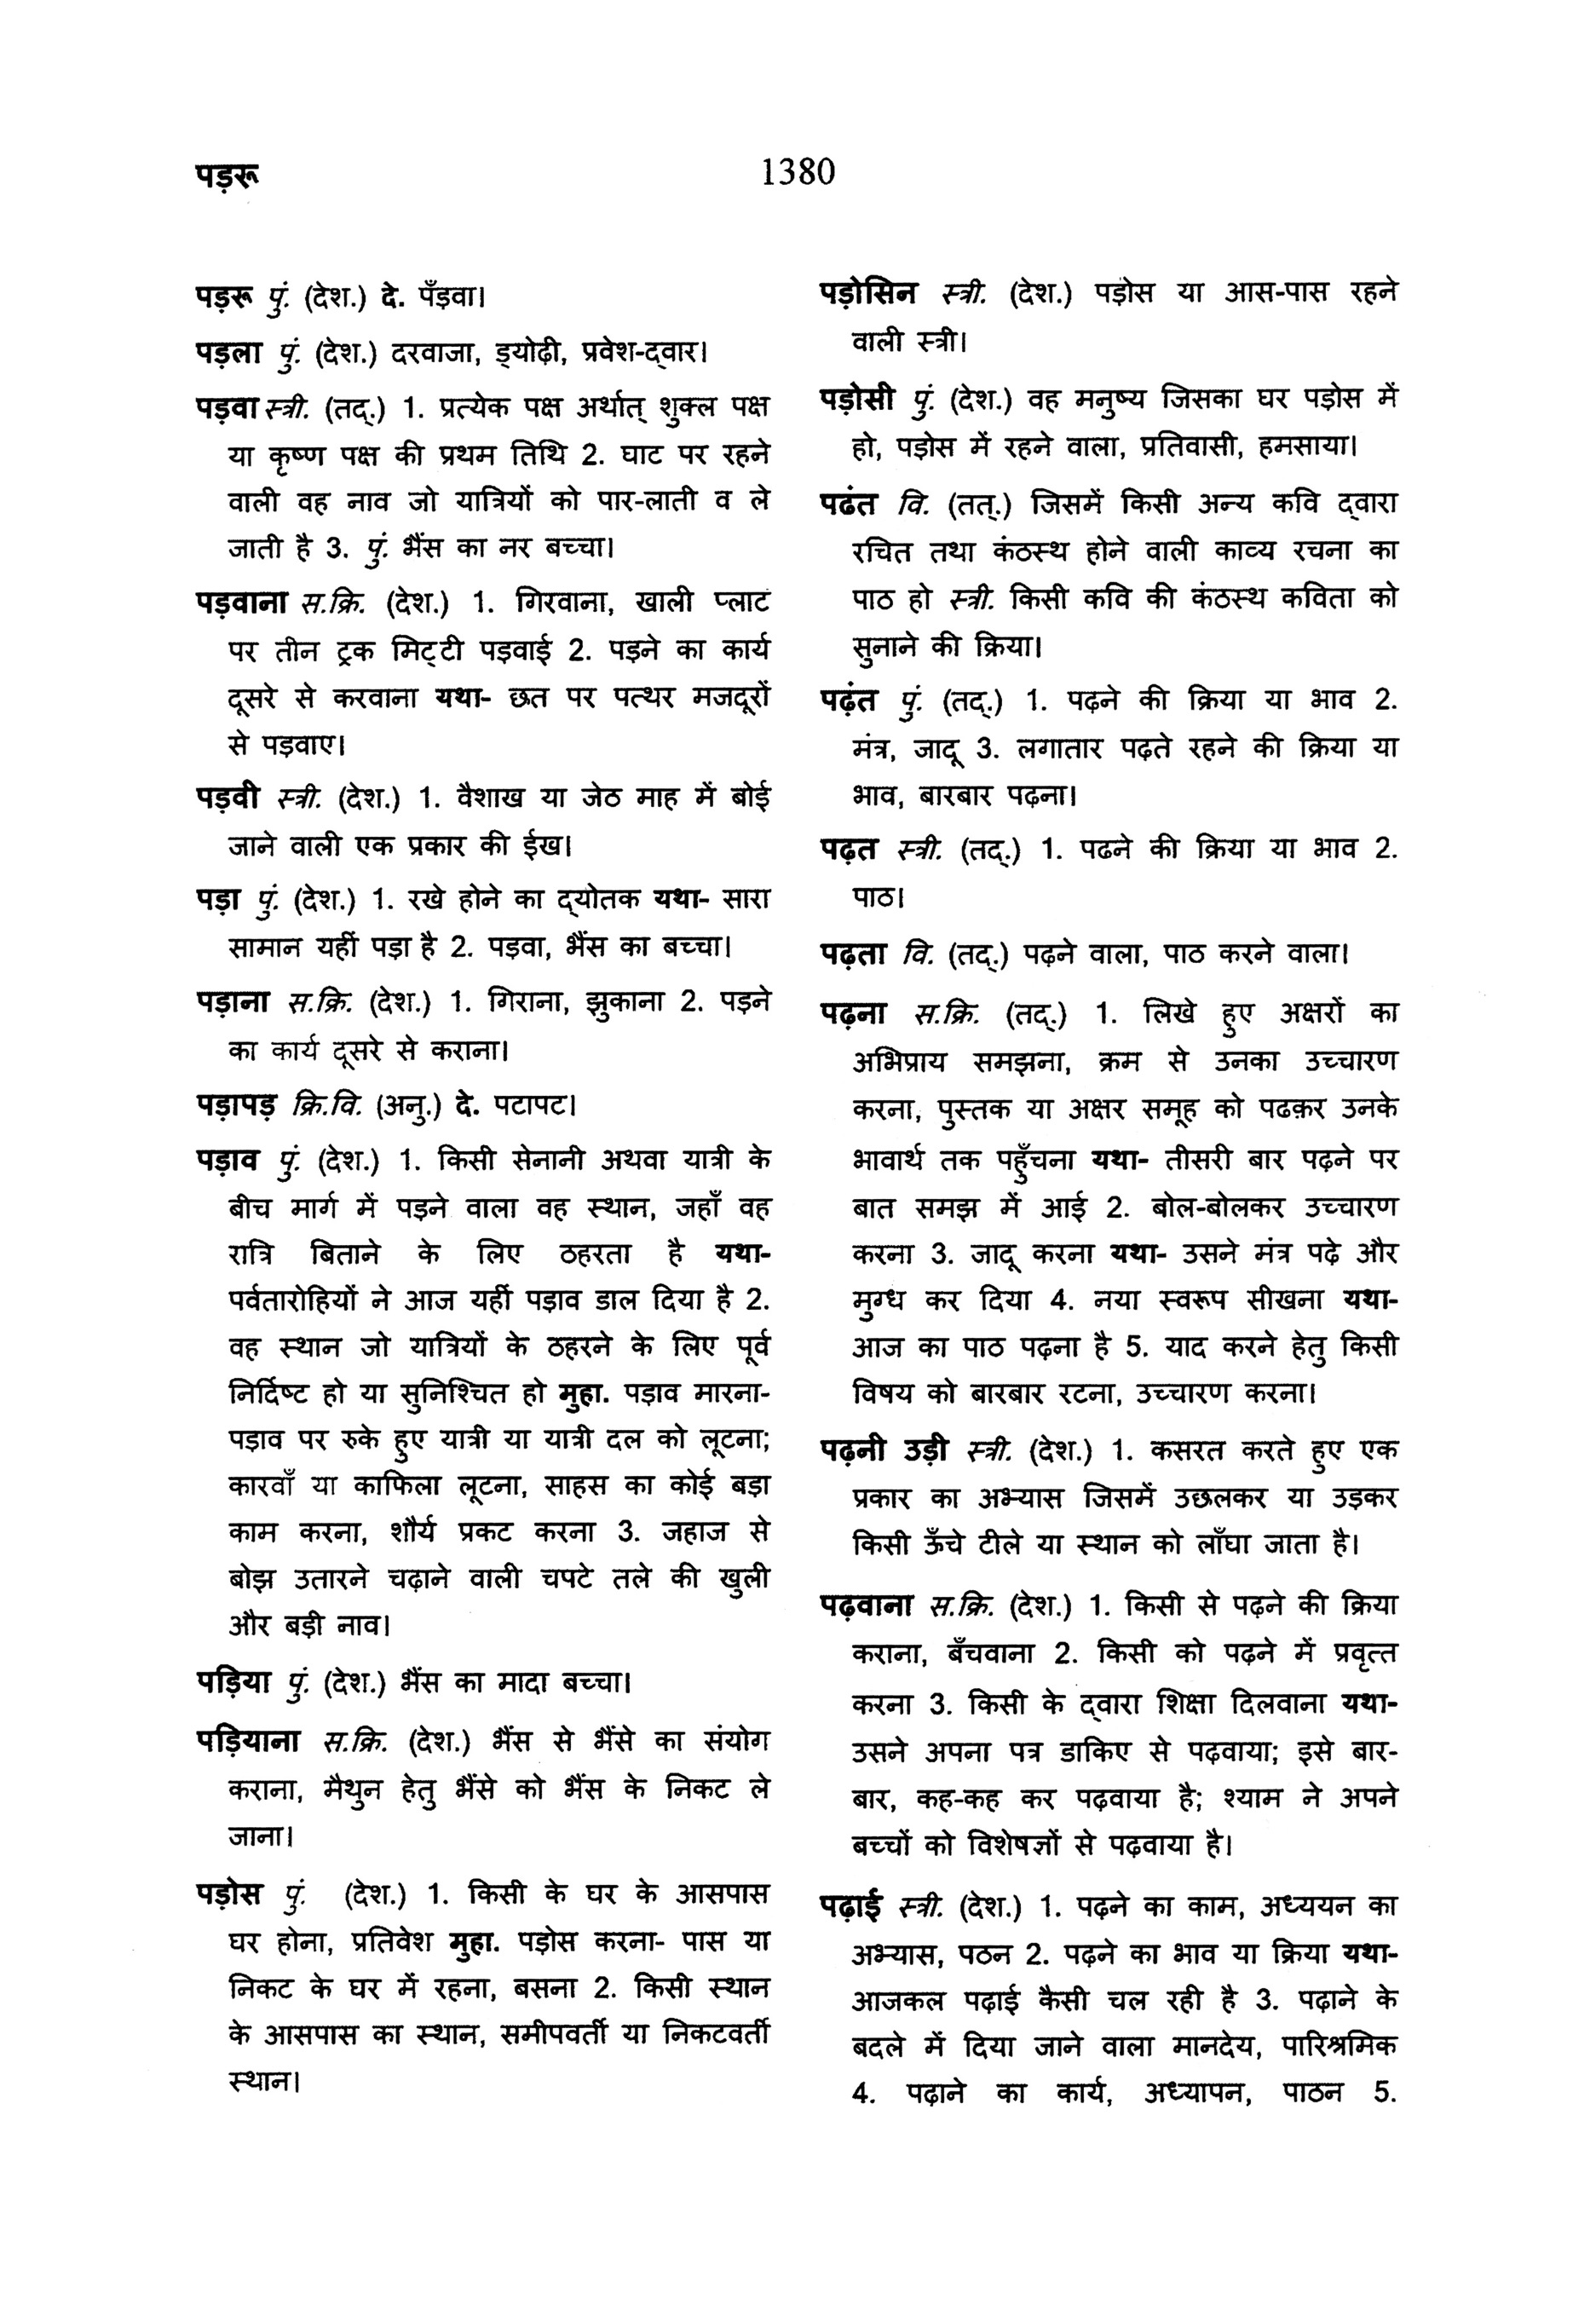 पड़रू
1380
पड़रू पुं. (देश.) दे. पँड़वा।
पड़ला पुं. (देश.) दरवाजा, ड्योढ़ी, प्रवेश-द्वार।
पड़वा स्त्री. (तद्.) 1. प्रत्येक पक्ष अर्थात् शुक्ल पक्ष
या कृष्ण पक्ष की प्रथम तिथि 2. घाट पर रहने
वाली वह नाव जो यात्रियों को पार-लाती व ले
जाती है 3. पुं. भैंस का नर बच्चा।
पड़वाना स.क्रि. (देश.) 1. गिरवाना, खाली प्लाट
पर तीन ट्रक मिट्टी पड़वाई 2. पड़ने का कार्य
दूसरे से करवाना यथा- छत पर पत्थर मजदूरों
से पड़वाए।
पड़वी स्त्री. (देश.) 1. वैशाख या जेठ माह में बोई
जाने वाली एक प्रकार की ईख।
पड़ा पुं. (देश.) 1. रखे होने का द्योतक यथा- सारा
सामान यहीं पड़ा है 2. पड़वा, भैंस का बच्चा।
पड़ाना स.क्रि. (देश.) 1. गिराना, झुकाना 2. पड़ने
का कार्य दूसरे से कराना।
पड़ापड़ क्रि.वि. (अनु.) दे. पटापट।
पड़ाव पुं. (देश.) 1. किसी सेनानी अथवा यात्री के
बीच मार्ग में पड़ने वाला वह स्थान, जहाँ वह
रात्रि बिताने के लिए ठहरता है यथा-
पर्वतारोहियों ने आज यहीं पड़ाव डाल दिया है 2.
वह स्थान जो यात्रियों के ठहरने के लिए पूर्व
निर्दिष्ट हो या सुनिश्चित हो मुहा. पड़ाव मारना-
पड़ाव पर रुके हुए यात्री या यात्री दल को लूटना;
कारवाँ या काफिला लूटना, साहस का कोई बड़ा
काम करना, शौर्य प्रकट करना 3. जहाज से
बोझ उतारने चढ़ाने वाली चपटे तले की खुली
और बड़ी नाव।
पड़िया पुं. (देश.) भैंस का मादा बच्चा।
पड़ियाना स.क्रि. (देश.) भैंस से भैंसे का संयोग
कराना, मैथुन हेतु भैंसे को भैंस के निकट ले
जाना।
पड़ोस पुं. (देश.) 1. किसी के घर के आसपास
घर होना, प्रतिवेश मुहा. पड़ोस करना- पास या
निकट के घर में रहना, बसना 2. किसी स्थान
के आसपास का स्थान, समीपवर्ती या निकटवर्ती
स्थान।
पड़ोसिन स्त्री. (देश.) पड़ोस या आस-पास रहने
वाली स्त्री।
पड़ोसी पुं. (देश.) वह मनुष्य जिसका घर पड़ोस में
हो, पड़ोस में रहने वाला, प्रतिवासी, हमसाया।
पढंत वि. (तत्.) जिसमें किसी अन्य कवि द्वारा
रचित तथा कंठस्थ होने वाली काव्य रचना का
पाठ हो स्त्री. किसी कवि की कंठस्थ कविता को
सुनाने की क्रिया।
पढ़ंत पुं. (तद्.) 1. पढ़ने की क्रिया या भाव 2.
मंत्र, जादू 3. लगातार पढ़ते रहने की क्रिया या
भाव, बारबार पढ़ना।
पढ़त स्त्री. (तद्.) 1. पढने की क्रिया या भाव 2.
पाठ।
पढ़ता वि. (तद्.) पढ़ने वाला, पाठ करने वाला।
पढ़ना स.क्रि. (तद्.) 1. लिखे हुए अक्षरों का
अभिप्राय समझना, क्रम से उनका उच्चारण
करना, पुस्तक या अक्षर समूह को पढक़र उनके
भावार्थ तक पहुँचना यथा- तीसरी बार पढ़ने पर
बात समझ में आई 2. बोल-बोलकर उच्चारण
करना 3. जादू करना यथा- उसने मंत्र पढ़े और
मुग्ध कर दिया 4. नया स्वरूप सीखना यथा-
आज का पाठ पढ़ना है 5. याद करने हेतु किसी
विषय को बारबार रटना, उच्चारण करना।
पढ़नी उड़ी स्त्री. (देश.) 1. कसरत करते हुए एक
प्रकार का अभ्यास जिसमें उछलकर या उड़कर
किसी ऊँचे टीले या स्थान को लाँघा जाता है।
पढ़वाना स.क्रि. (देश.) 1. किसी से पढ़ने की क्रिया
कराना, बँचवाना 2. किसी को पढ़ने में प्रवृत्त
करना 3. किसी के द्वारा शिक्षा दिलवाना यथा-
उसने अपना पत्र डाकिए से पढ़वाया; इसे बार-
बार, कह-कह कर पढ़वाया है; श्याम ने अपने
बच्चों को विशेषज्ञों से पढ़वाया है।
पढ़ाई स्त्री. (देश.) 1. पढ़ने का काम, अध्ययन का
अभ्यास, पठन 2. पढ़ने का भाव या क्रिया यथा-
आजकल पढ़ाई कैसी चल रही है 3. पढ़ाने के
बदले में दिया जाने वाला मानदेय, पारिश्रमिक
4. पढ़ाने का कार्य, अध्यापन, पाठन 5.